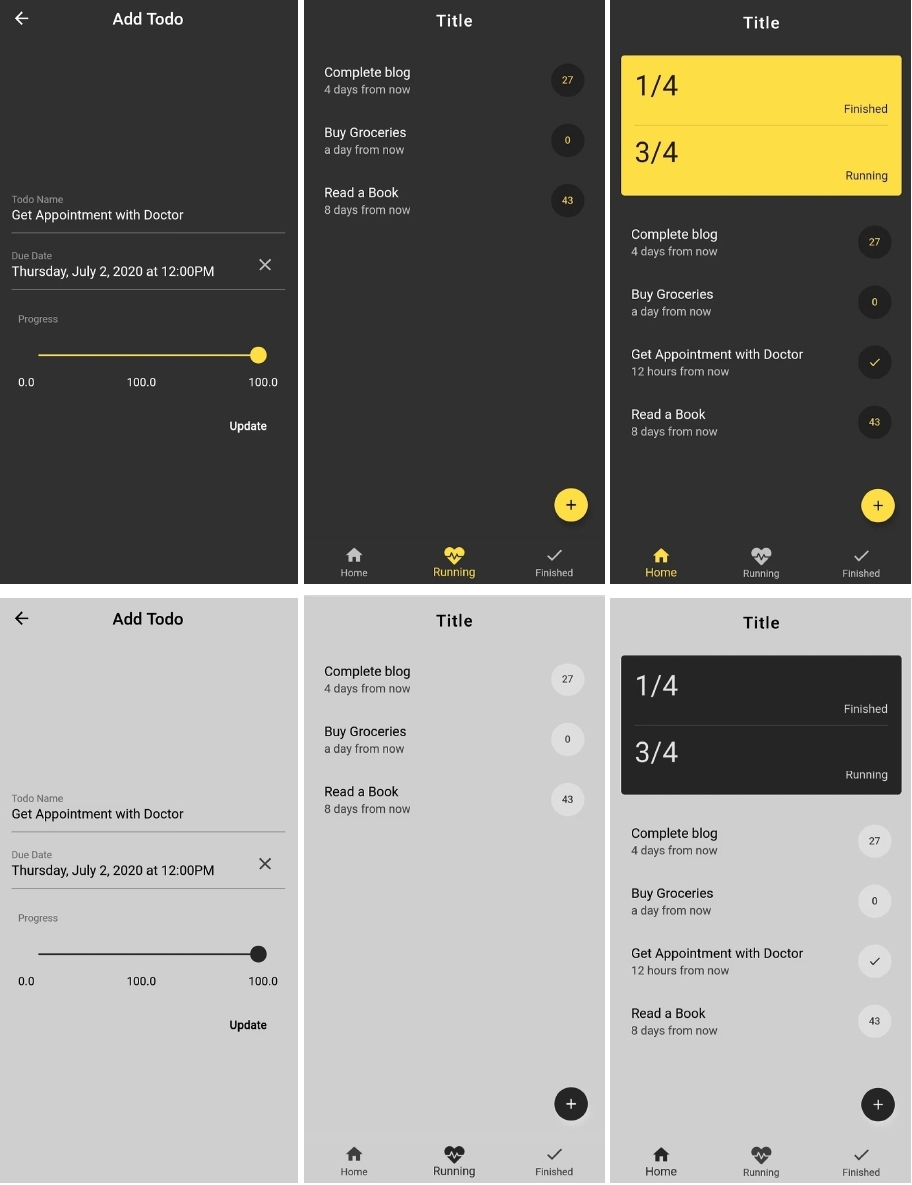 Add Todo
Todo Name
Get Appointment with Doctor
Due Date
Thursday, July 2, 2020 at 12:00PM
Progress
0.0 100.0 100.0
Update
Title
Complete blog
4 days from now
27
Buy Groceries
a day from now
0
Read a Book
8 days from now
43
Home Running Finished
Title
1/4
Finished
3/4
Running
Complete blog
4 days from now
27
Buy Groceries
a day from now
0
Get Appointment with Doctor
12 hours from now
Read a Book
8 days from now
43
Home Running Finished
Add Todo
Todo Name
Get Appointment with Doctor
Due Date
Thursday, July 2, 2020 at 12:00PM
Progress
0.0 100.0 100.0
Update
Title
Complete blog
4 days from now
27
Buy Groceries
a day from now
0
Read a Book
8 days from now
43
Home Running Finished
Title
1/4
Finished
3/4
Running
Complete blog
4 days from now
27
Buy Groceries
a day from now
0
Get Appointment with Doctor
12 hours from now
Read a Book
8 days from now
43
Home Running Finished